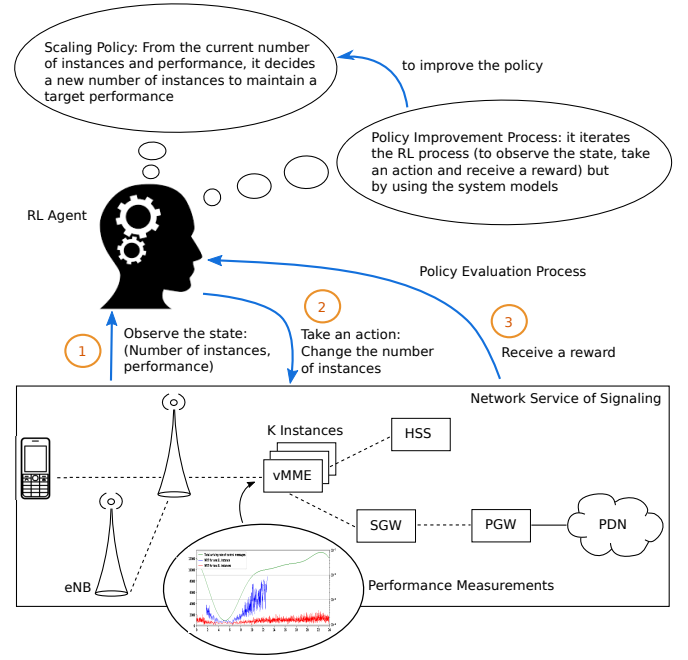 Scaling Policy: From the current number
of instances and performance, it decides
a new number of instances to maintain a
target performance
to improve the policy
Policy Improvement Process: it iterates
the RL process (to observe the state, take
an action and receive a reward) but
by using the system models
RL Agent
Policy Evaluation Process
1
Observe the state:
(Number of instances,
performance)
2
Take an action:
Change the number
of instances
3
Receive a reward
Network Service of Signaling
K Instances
vMME
HSS
SGW
PGW
PDN
eNB
Performance Measurements